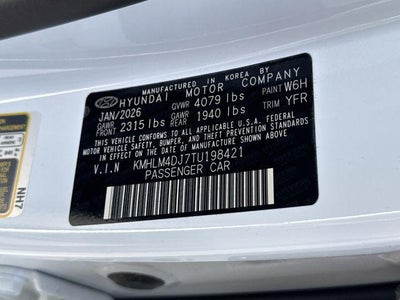 MANUFACTURED IN KOREA BY
HYUNDAI MOTOR COMPANY
JAN/2026 GVWR 4079 lbs PAINT W6H
GAWR FRONT 2315 lbs GAWR REAR 1940 lbs TRIM YFR
THIS VEHICLE CONFORMS TO ALL APPLICABLE U.S.A. FEDERAL
MOTOR VEHICLE SAFETY, BUMPER, AND THEFT PREVENTION
STANDARDS IN EFFECT ON THE DATE OF MANUFACTURE SHOWN ABOVE.
V.I.N KMHLM4DJ7TU198421
PASSENGER CAR
NH7